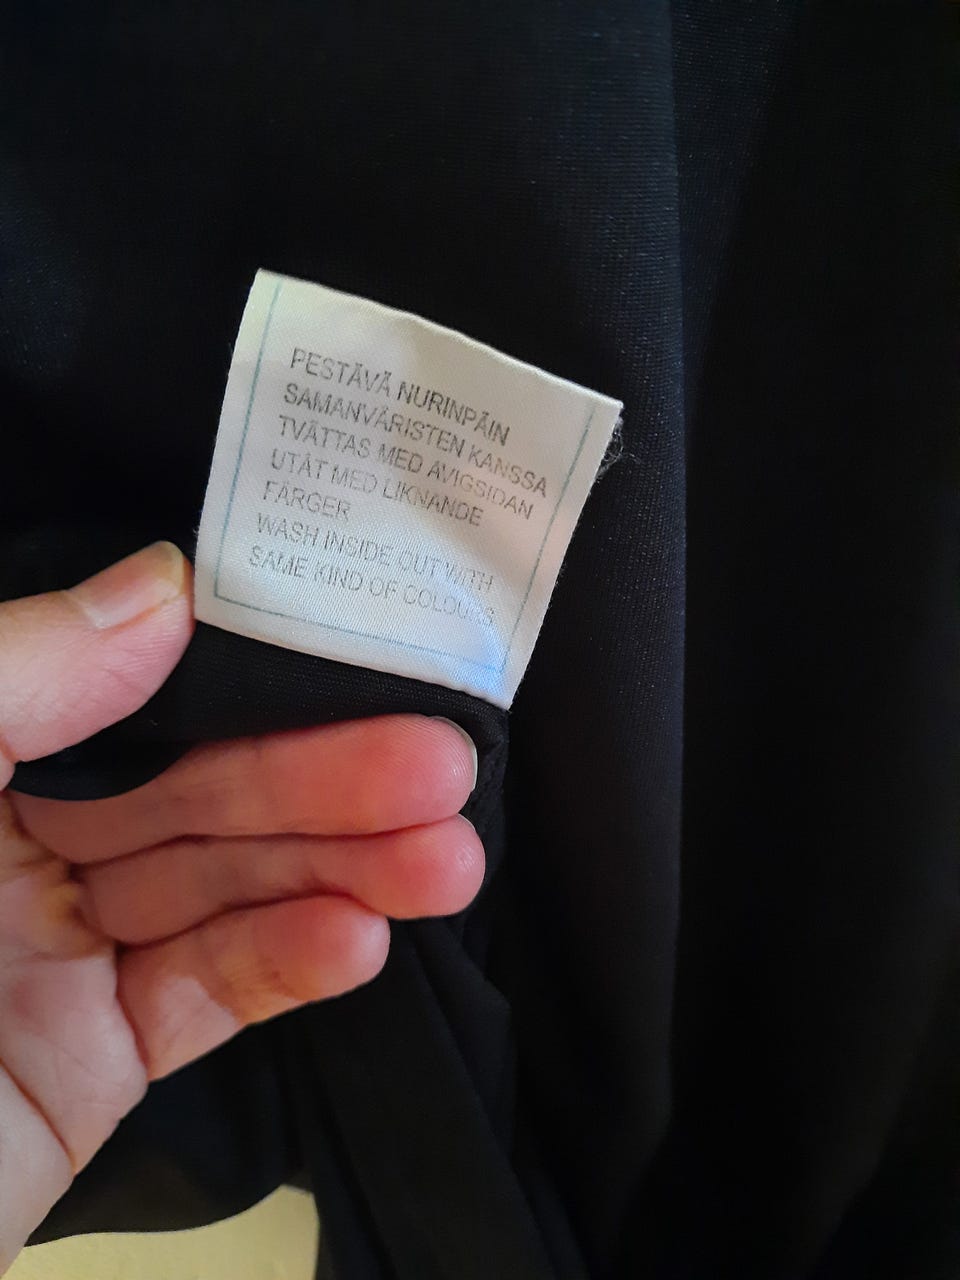 PESTÄVÄ NURINPÄIN
SAMANVÄRISTEN KANSSA
TVÄTTAS MED AVIGSIDAN
UTÅT MED LIKNANDE
FÄRGER
WASH INSIDE OUT WITH
SAME KIND OF COLOURS